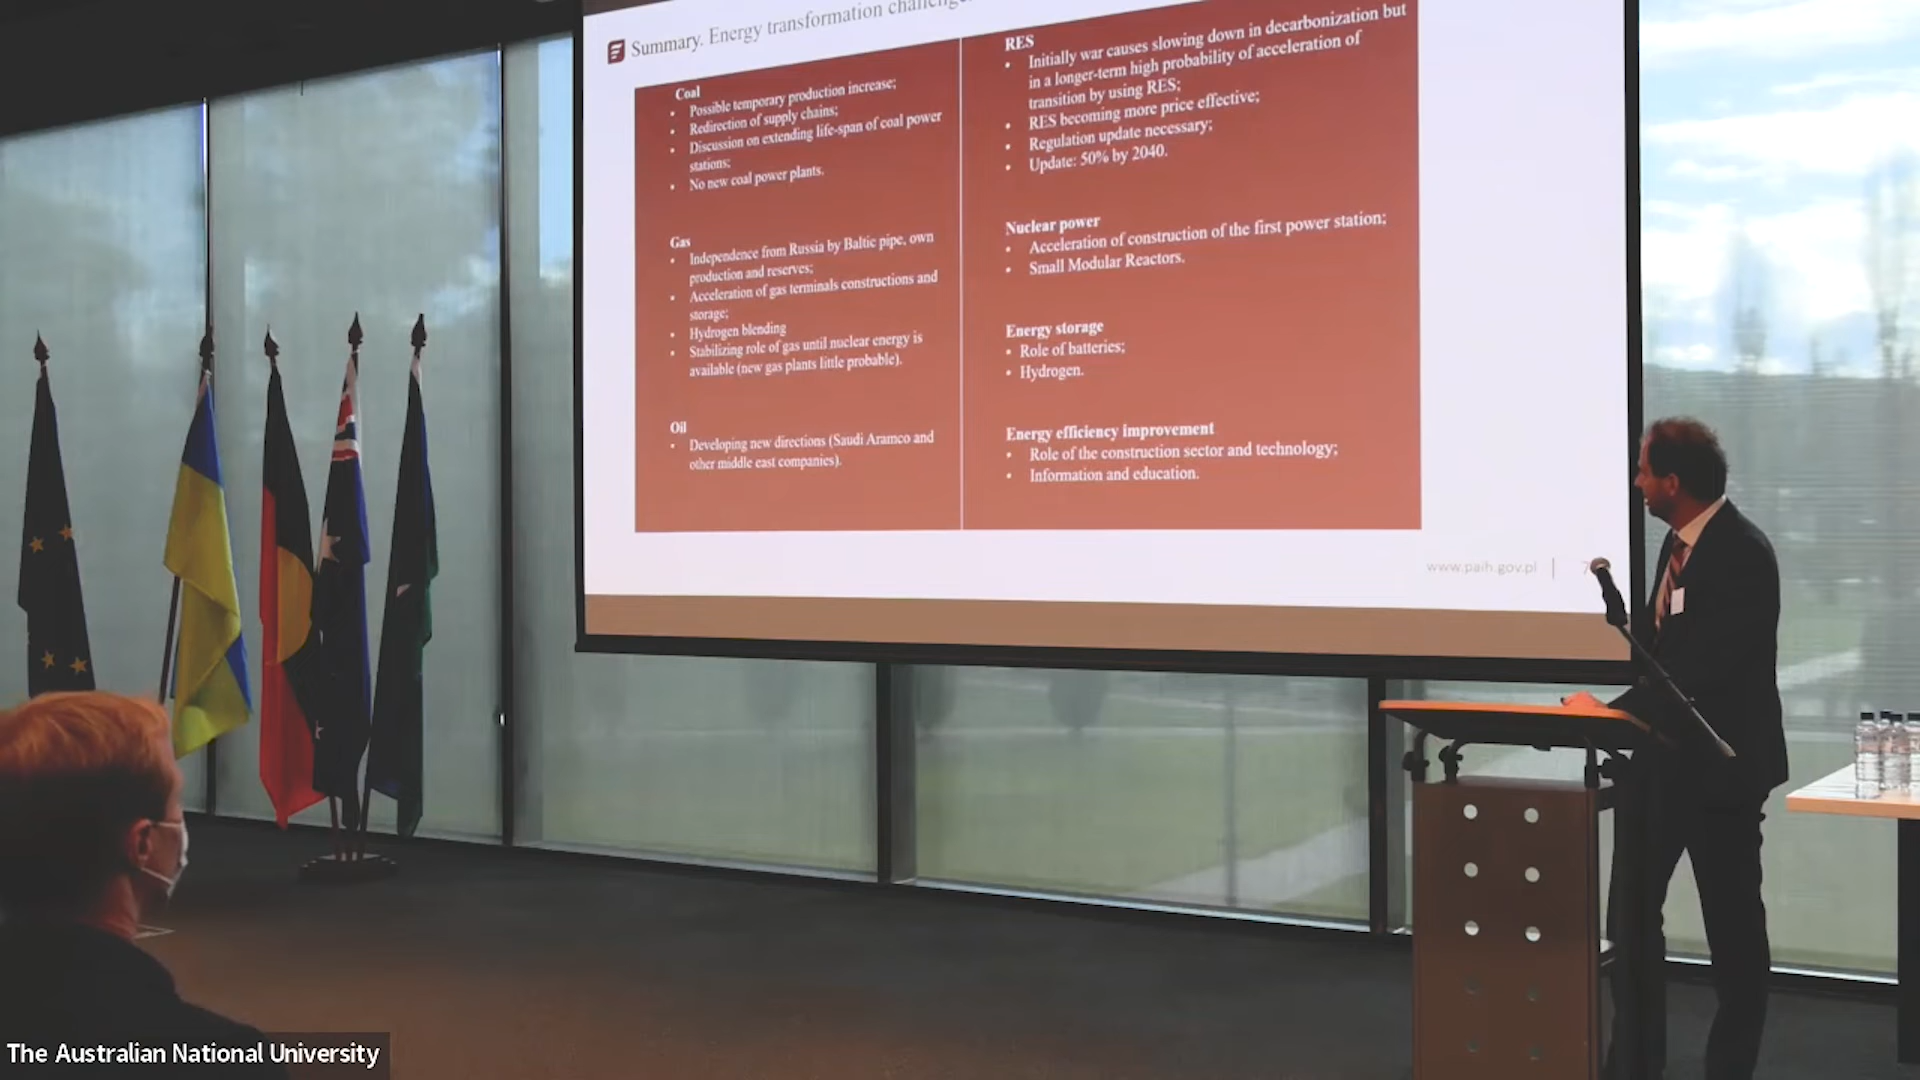 Summary. Energy transformation
Coal
• Possible temporary production increase;
• Redirection of supply chains;
• Discussion on extending life-span of coal power
stations;
• No new coal power plants.
Gas
• Independence from Russia by Baltic pipe, own
production and reserves;
• Acceleration of gas terminals constructions and
storage;
• Hydrogen blending
• Stabilizing role of gas until nuclear energy is
available (new gas plants little probable).
Oil
• Developing new directions (Saudi Aramco and
other middle east companies).
RES
• Initially war causes slowing down in decarbonization but
in a longer-term high probability of acceleration of
transition by using RES;
• RES becoming more price effective;
• Regulation update necessary;
• Update: 50% by 2040.
Nuclear power
• Acceleration of construction of the first power station;
• Small Modular Reactors.
Energy storage
• Role of batteries;
• Hydrogen.
Energy efficiency improvement
• Role of the construction sector and technology;
• Information and education.
www.paih.gov.pl
The Australian National University